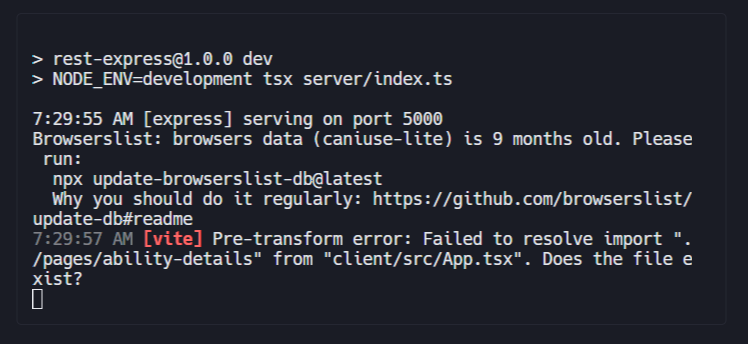 > rest-express@1.0.0 dev
> NODE_ENV=development tsx server/index.ts
7:29:55 AM [express] serving on port 5000
Browserslist: browsers data (caniuse-lite) is 9 months old. Please
 run:
  npx update-browserslist-db@latest
  Why you should do it regularly: https://github.com/browserslist/
update-db#readme
7:29:57 AM [vite] Pre-transform error: Failed to resolve import ".
/pages/ability-details" from "client/src/App.tsx". Does the file e
xist?